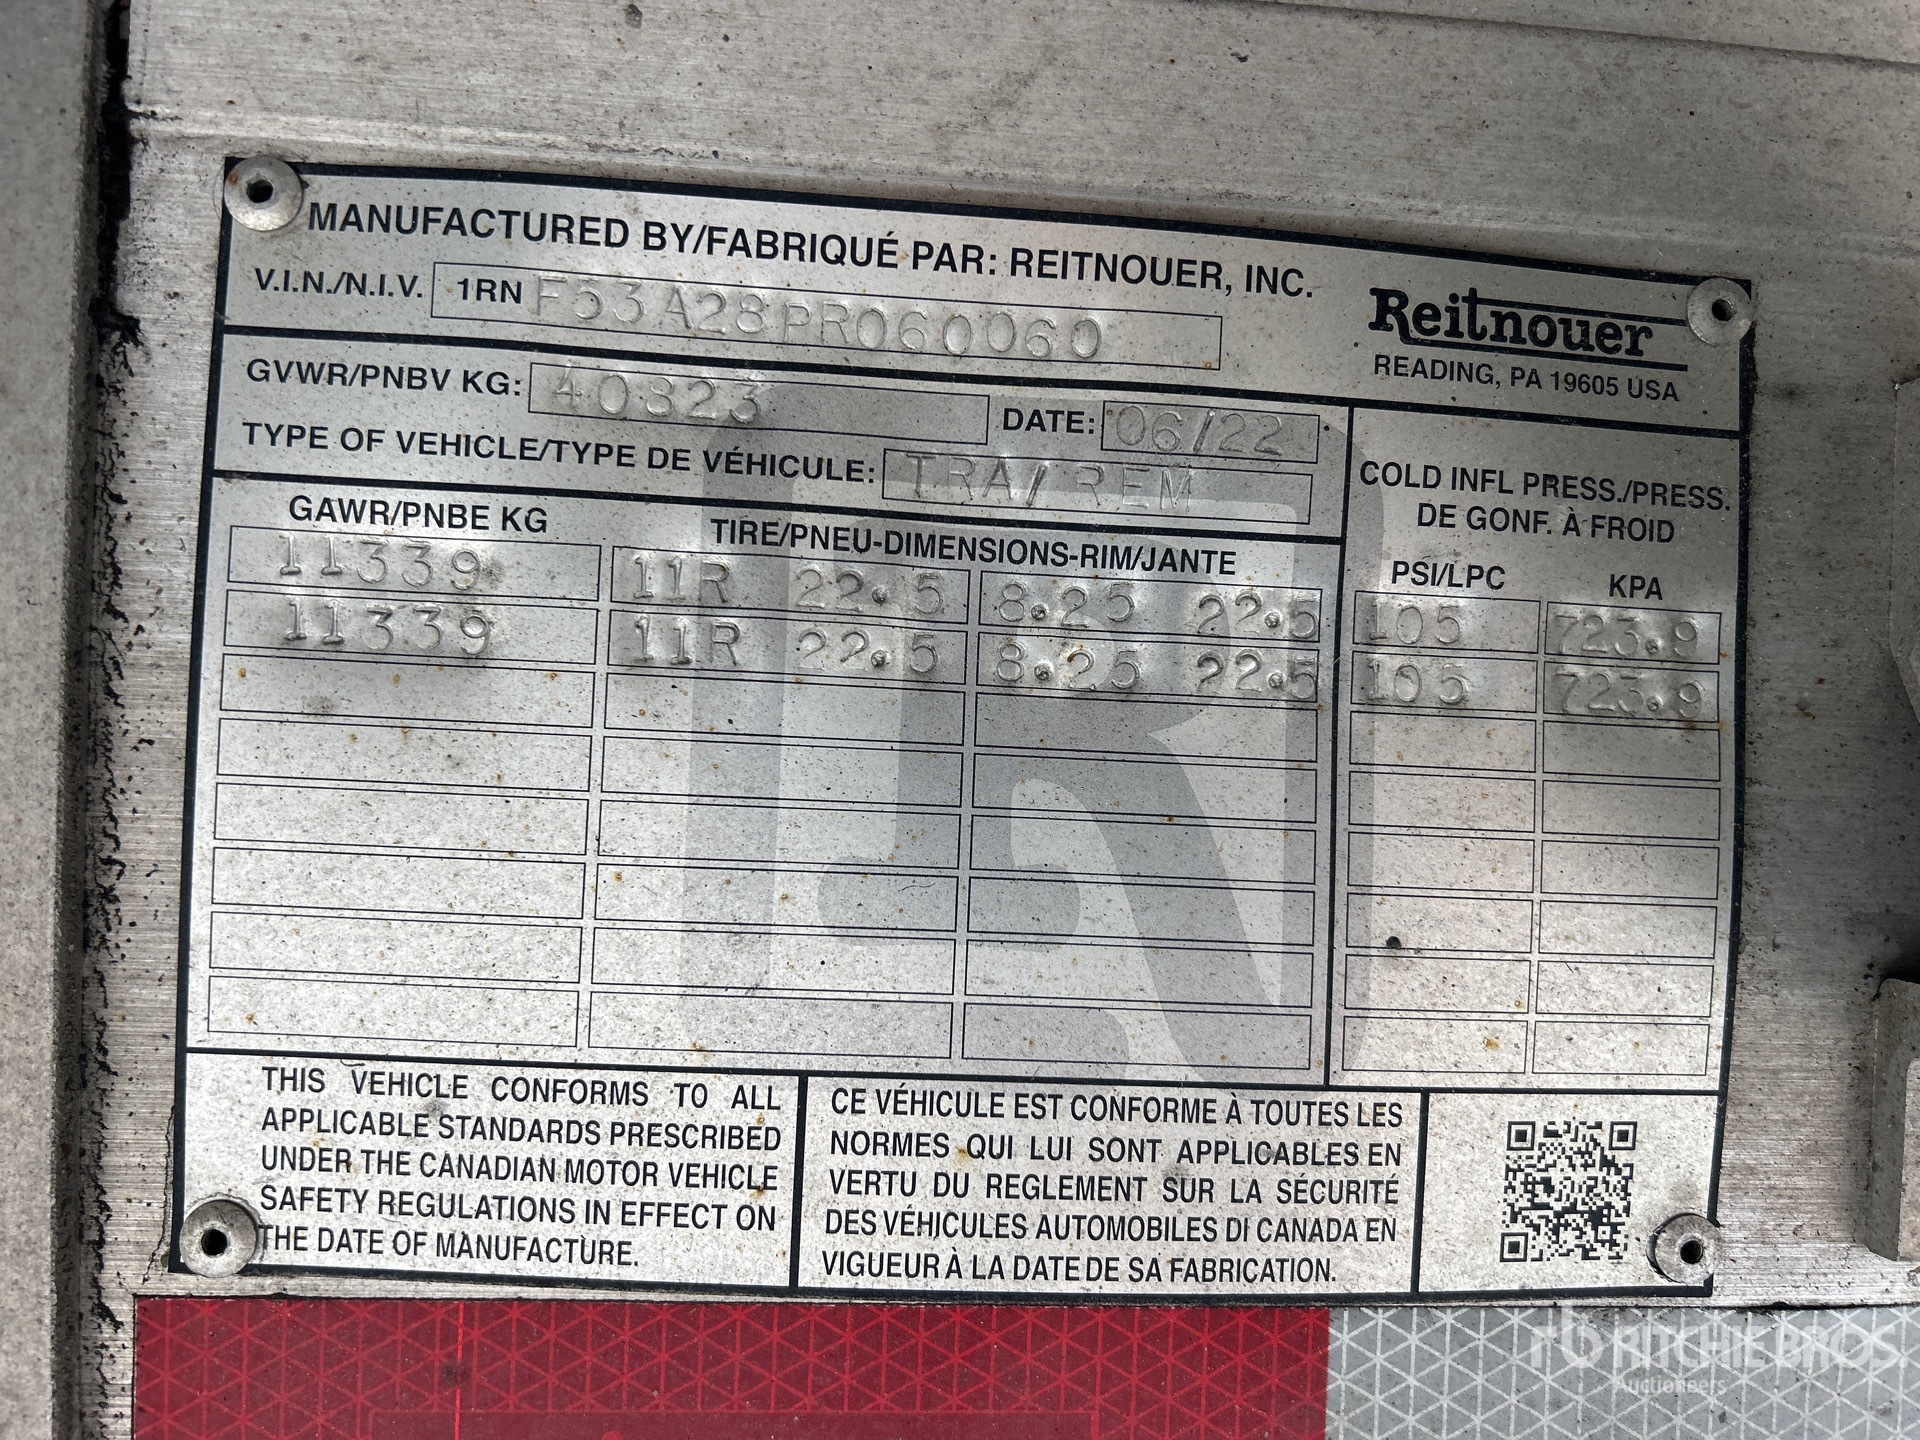 MANUFACTURED BY/FABRIQUÉ PAR: REITNOUER, INC.
V.I.N./N.I.V. 1RNF53A28PR060060
Reitnouer
READING, PA 19605 USA
GVWR/PNBV KG: 40823 DATE: 06/22
TYPE OF VEHICLE/TYPE DE VÉHICULE: TRA/REM
GAWR/PNBE KG TIRE/PNEU-DIMENSIONS-RIM/JANTE
COLD INFL PRESS./PRESS.
DE GONF. À FROID
PSI/LPC KPA
11339 11R 22.5 8.25 22.5 105 723.9
11339 11R 22.5 8.25 22.5 105 723.9
THIS VEHICLE CONFORMS TO ALL
APPLICABLE STANDARDS PRESCRIBED
UNDER THE CANADIAN MOTOR VEHICLE
SAFETY REGULATIONS IN EFFECT ON
THE DATE OF MANUFACTURE.
CE VÉHICULE EST CONFORME À TOUTES LES
NORMES QUI LUI SONT APPLICABLES EN
VERTU DU REGLEMENT SUR LA SÉCURITÉ
DES VÉHICULES AUTOMOBILES DI CANADA EN
VIGUEUR À LA DATE DE SA FABRICATION.
RITCHIE BROS.
Auctioneers